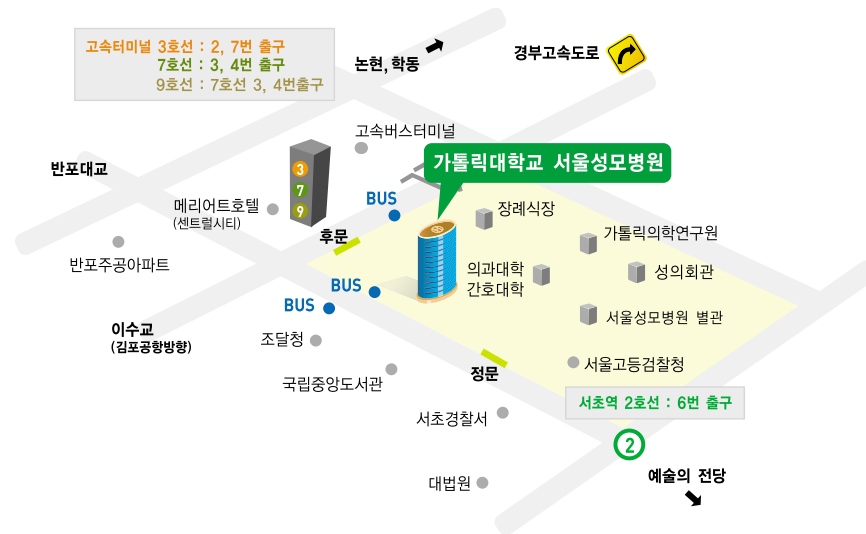 고속터미널 3호선 : 2, 7번 출구
7호선 : 3, 4번 출구
9호선 : 7호선 3, 4번출구
논현, 학동
경부고속도로
고속버스터미널
가톨릭대학교 서울성모병원
반포대교
3
7
9
메리어트호텔
(센트럴시티)
BUS
장례식장
후문
가톨릭의학연구원
반포주공아파트
의과대학
간호대학
성의회관
BUS
BUS
서울성모병원 별관
이수교
(김포공항방향)
조달청
국립중앙도서관
정문
서울고등검찰청
서초경찰서
서초역 2호선 : 6번 출구
2
대법원
예술의 전당